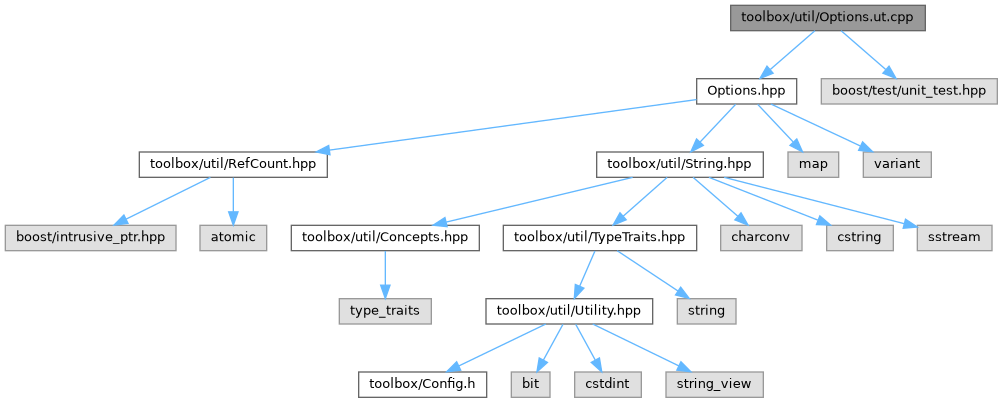 toolbox/util/Options.ut.cpp
Options.hpp
boost/test/unit_test.hpp
toolbox/util/RefCount.hpp
toolbox/util/String.hpp
map
variant
boost/intrusive_ptr.hpp
atomic
toolbox/util/Concepts.hpp
toolbox/util/TypeTraits.hpp
charconv
cstring
sstream
type_traits
toolbox/util/Utility.hpp
string
toolbox/Config.h
bit
cstdint
string_view